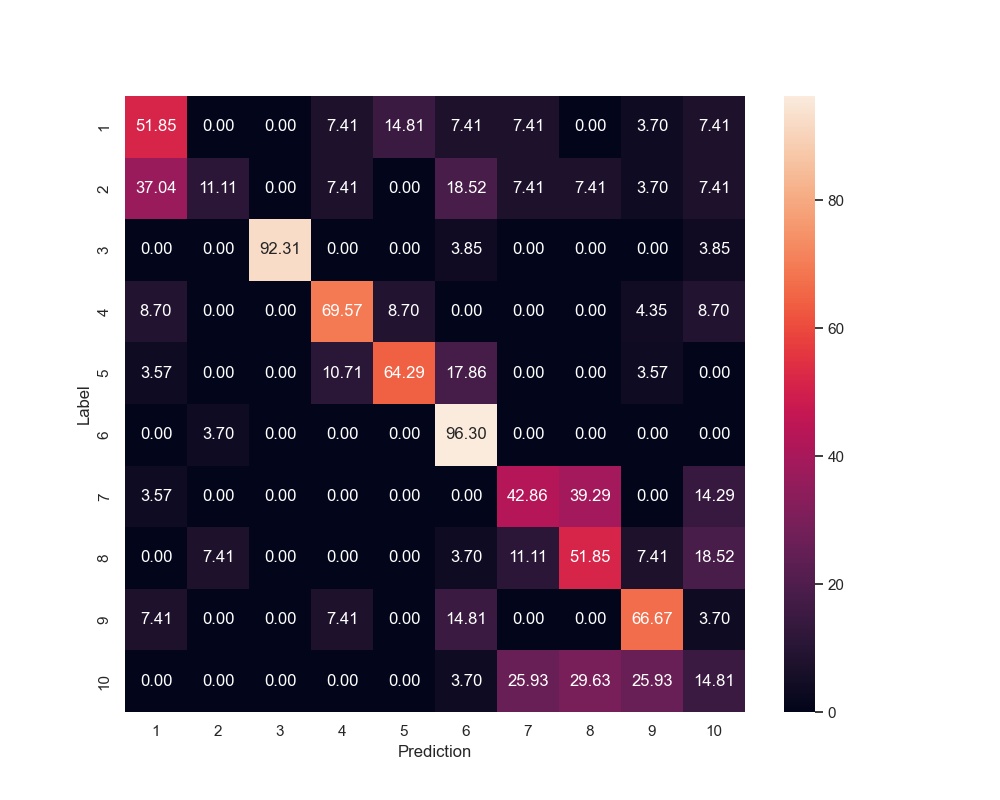 1 51.85 0.00 0.00 7.41 14.81 7.41 7.41 0.00 3.70 7.41
2 37.04 11.11 0.00 7.41 0.00 18.52 7.41 7.41 3.70 7.41
3 0.00 0.00 92.31 0.00 0.00 3.85 0.00 0.00 0.00 3.85
4 8.70 0.00 0.00 69.57 8.70 0.00 0.00 0.00 4.35 8.70
5 3.57 0.00 0.00 10.71 64.29 17.86 0.00 0.00 3.57 0.00
6 0.00 3.70 0.00 0.00 0.00 96.30 0.00 0.00 0.00 0.00
7 3.57 0.00 0.00 0.00 0.00 0.00 42.86 39.29 0.00 14.29
8 0.00 7.41 0.00 0.00 0.00 3.70 11.11 51.85 7.41 18.52
9 7.41 0.00 0.00 7.41 0.00 14.81 0.00 0.00 66.67 3.70
10 0.00 0.00 0.00 0.00 0.00 3.70 25.93 29.63 25.93 14.81
1 2 3 4 5 6 7 8 9 10
Prediction
Label
80
60
40
20
0